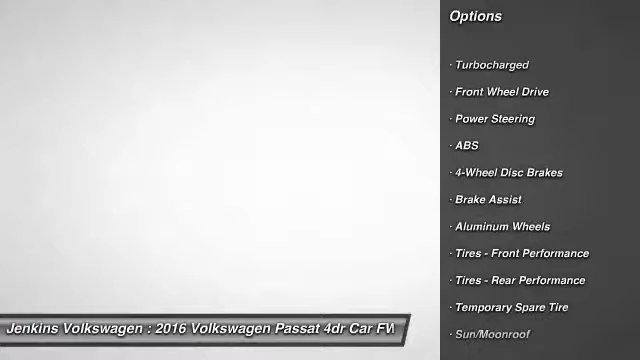 Options
· Turbocharged
· Front Wheel Drive
· Power Steering
· ABS
· 4-Wheel Disc Brakes
· Brake Assist
· Aluminum Wheels
· Tires - Front Performance
· Tires - Rear Performance
· Temporary Spare Tire
· Sun/Moonroof
Jenkins Volkswagen : 2016 Volkswagen Passat 4dr Car FW